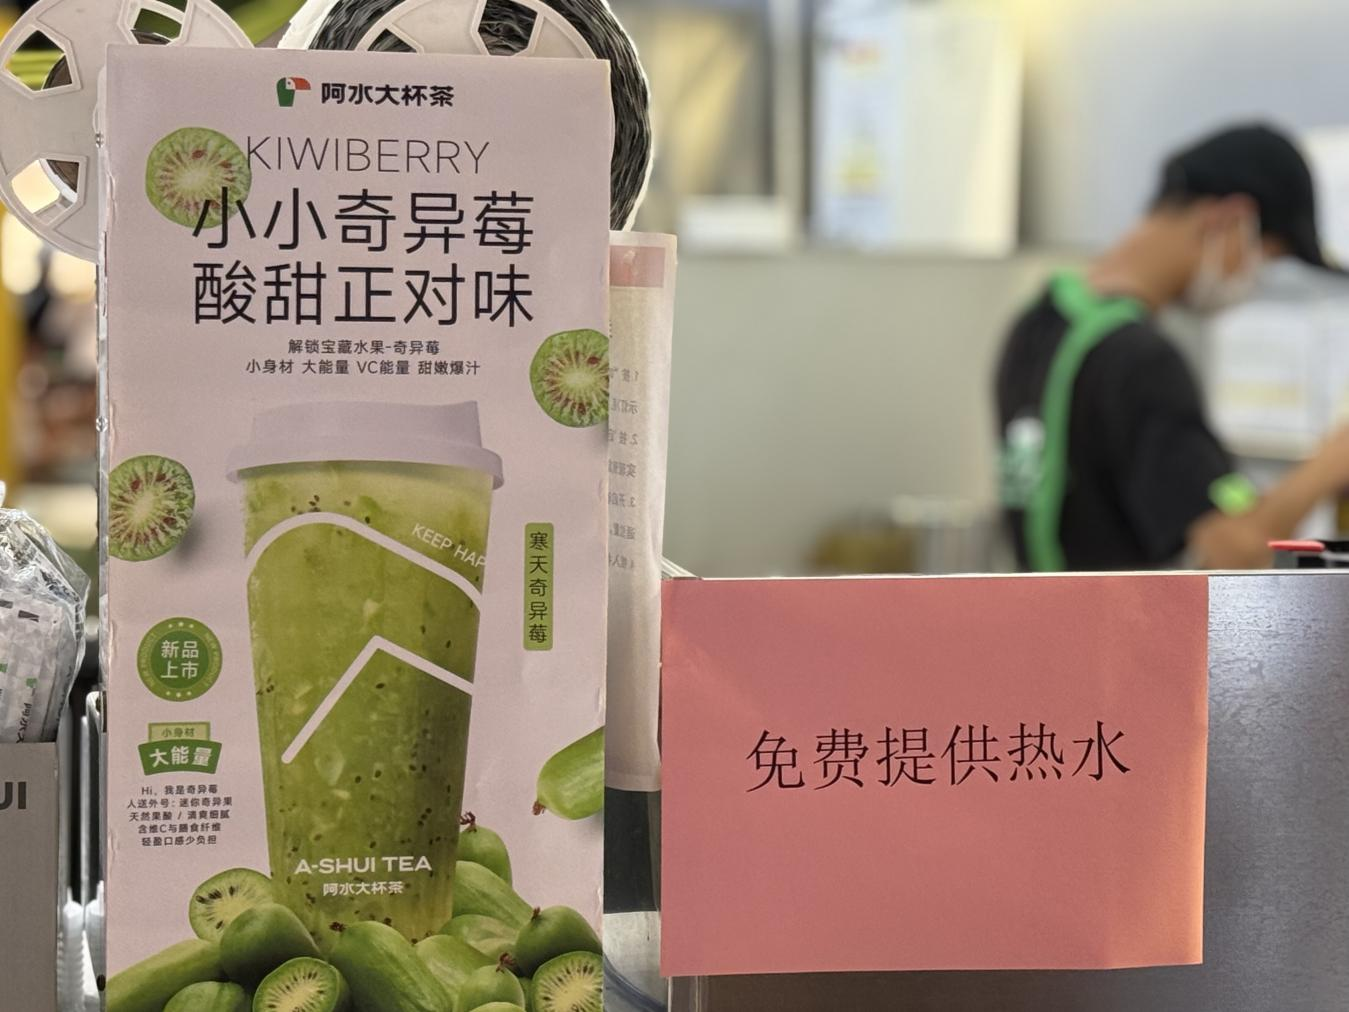 阿水大杯茶
KIWIBERRY
小小奇异莓
酸甜正对味
解锁宝藏水果-奇异莓
小身材 大能量 VC能量 甜嫩爆汁
KEEP HAP
寒天奇异莓
新品
上市
小身材
大能量
Hi,我是奇异莓
人送外号:迷你奇异果
天然果酸 / 清爽细腻
含维C与膳食纤维
轻盈口感少负担
A-SHUI TEA
阿水大杯茶
免费提供热水
UI